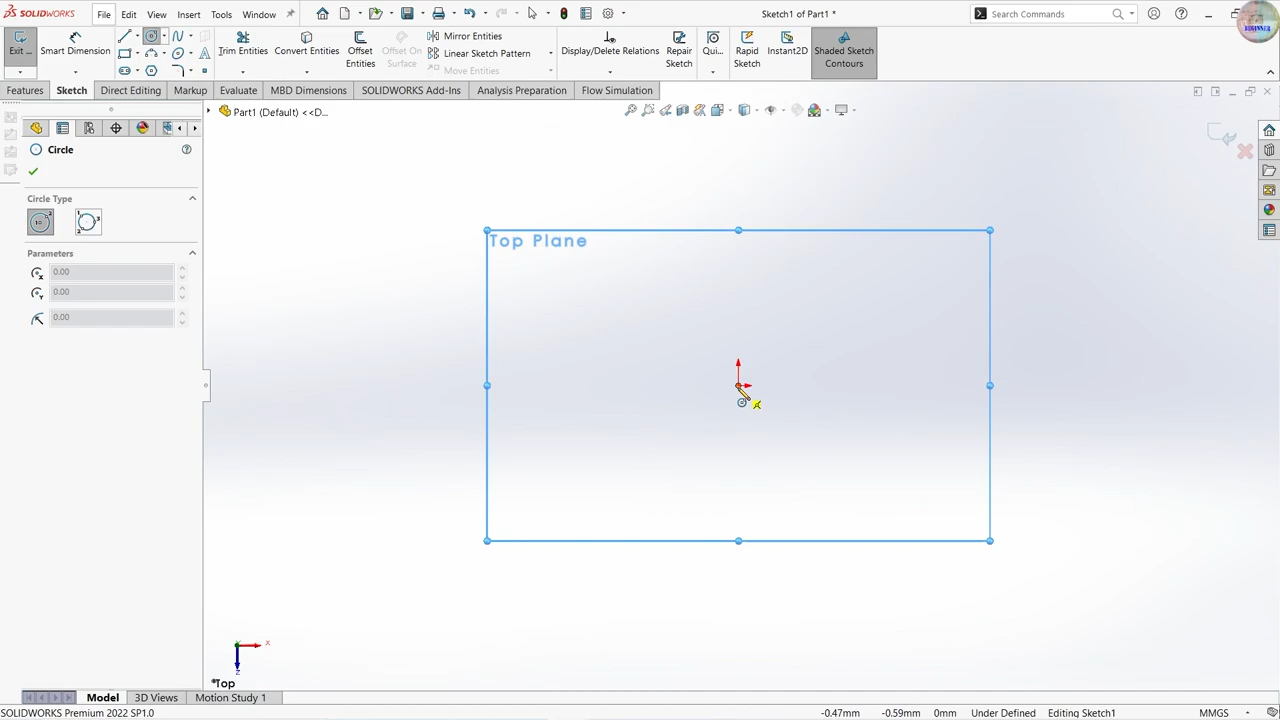 SOLIDWORKS File Edit View Insert Tools Window Sketch1 of Part1 * Search Commands
Exit ... Smart Dimension Trim Entities Convert Entities Offset Entities Offset On Surface Mirror Entities Linear Sketch Pattern Move Entities Display/Delete Relations Repair Sketch Qui... Rapid Sketch Instant2D Shaded Sketch Contours
BEGINNER
Features Sketch Direct Editing Markup Evaluate MBD Dimensions SOLIDWORKS Add-Ins Analysis Preparation Flow Simulation
Part1 (Default) <<D...
Circle
Circle Type
Parameters
0.00
0.00
0.00
Top Plane
x
z
*Top
Model 3D Views Motion Study 1
SOLIDWORKS Premium 2022 SP1.0 -0.47mm -0.59mm 0mm Under Defined Editing Sketch1 MMGS